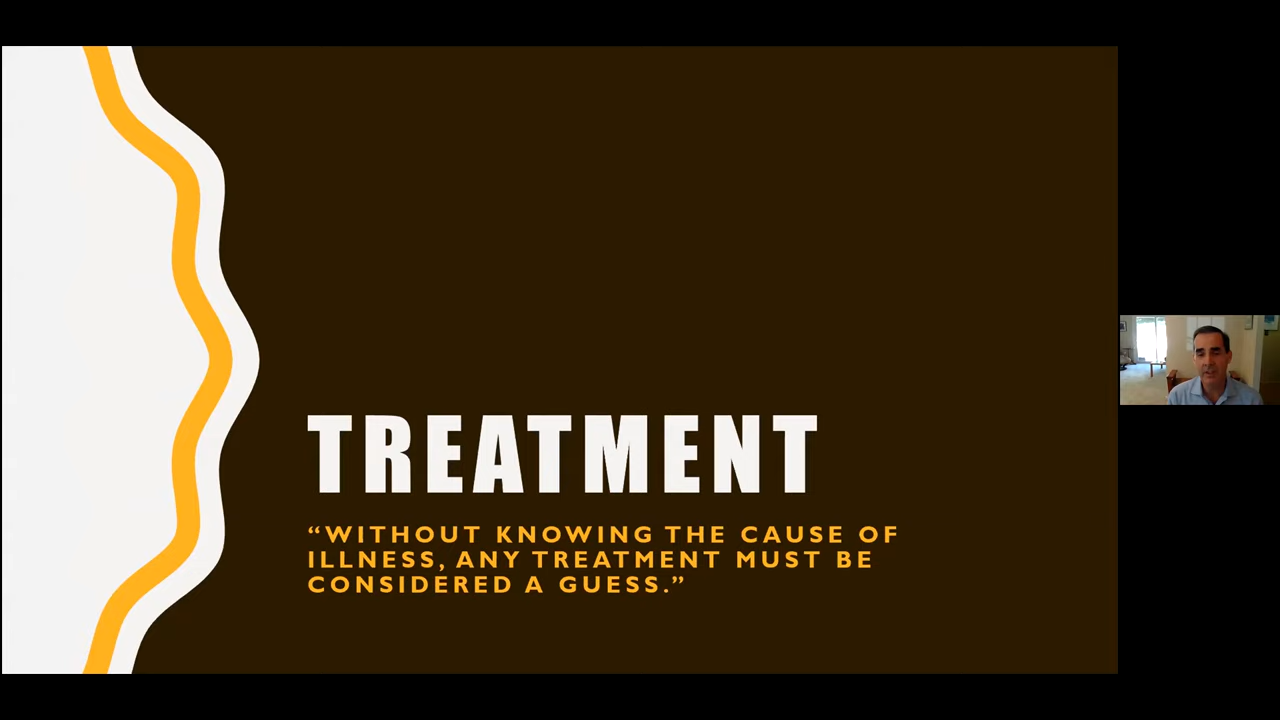 TREATMENT
“WITHOUT KNOWING THE CAUSE OF
ILLNESS, ANY TREATMENT MUST BE
CONSIDERED A GUESS.”